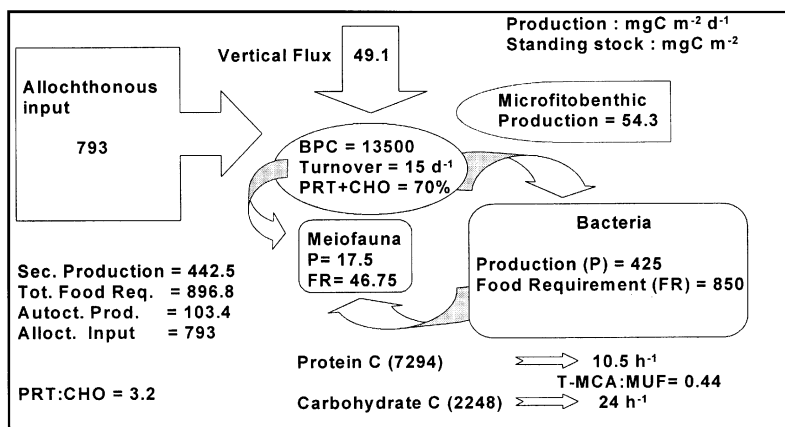 Production : mgC m⁻² d⁻¹
Standing stock : mgC m⁻²
Vertical Flux
49.1
Allochthonous
input
793
Microfitobenthic
Production = 54.3
BPC = 13500
Turnover = 15 d⁻¹
PRT+CHO = 70%
Meiofauna
P= 17.5
FR= 46.75
Bacteria
Production (P) = 425
Food Requirement (FR) = 850
Sec. Production = 442.5
Tot. Food Req. = 896.8
Autoct. Prod. = 103.4
Alloct. Input = 793
PRT:CHO = 3.2
Protein C (7294)
10.5 h⁻¹
T-MCA:MUF= 0.44
Carbohydrate C (2248)
24 h⁻¹